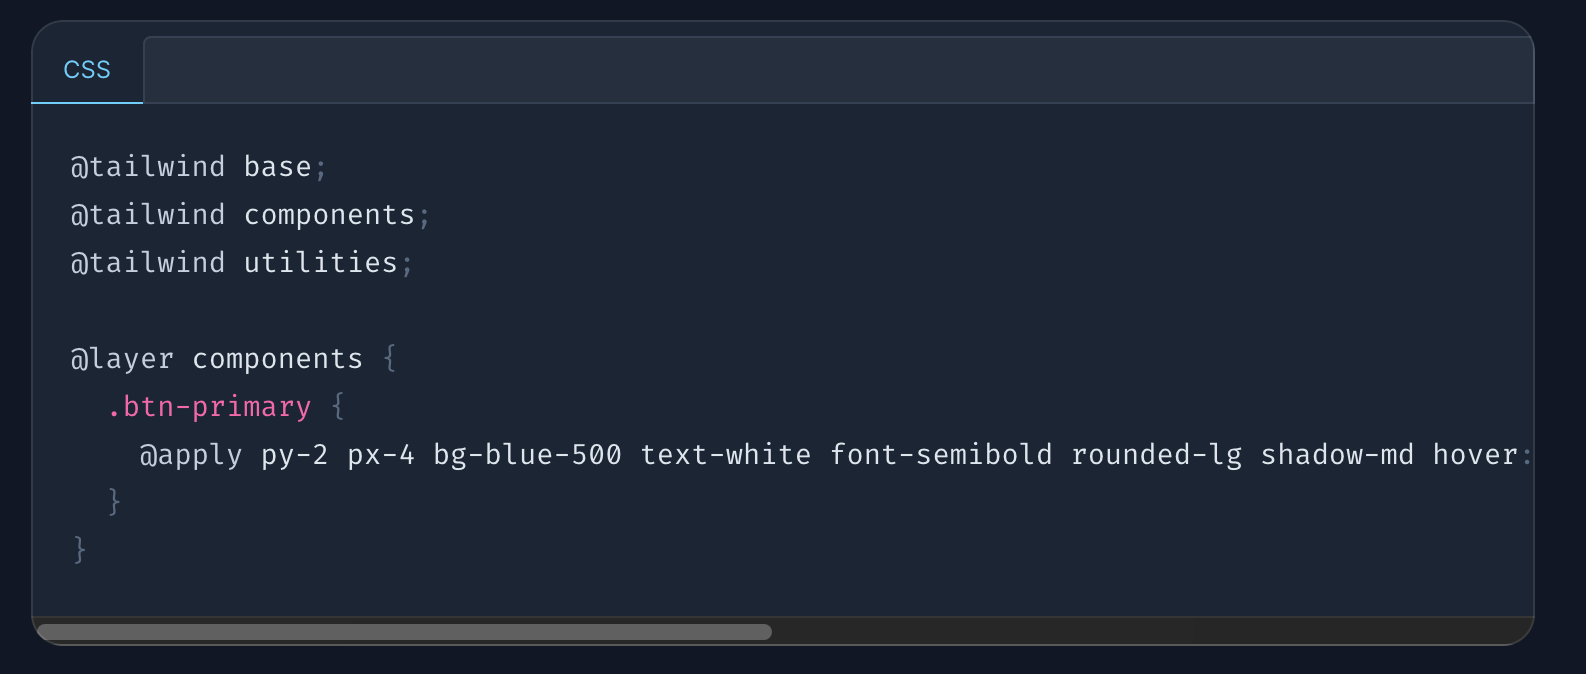 CSS
@tailwind base;
@tailwind components;
@tailwind utilities;
@layer components {
.btn-primary {
@apply py-2 px-4 bg-blue-500 text-white font-semibold rounded-lg shadow-md hover:
}
}